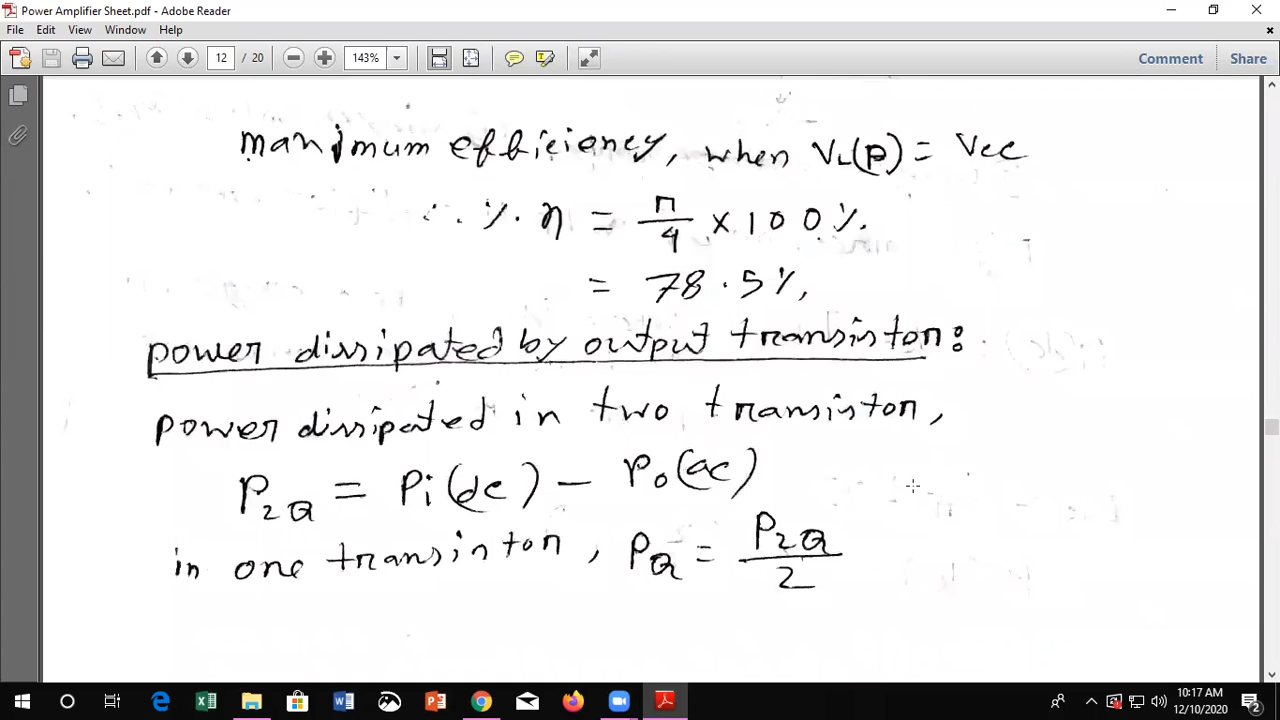 Power Amplifier Sheet.pdf - Adobe Reader
File Edit View Window Help
12 / 20 143% Comment Share
maximum efficiency, when VL(P) = Vcc
∴ %. η = π/4 × 100%.
= 78.5%,
power dissipated by output transistor:
power dissipated in two transistor,
P2Q = Pi(dc) - Po(ac)
in one transistor, PQ = P2Q/2
10:17 AM
12/10/2020
2